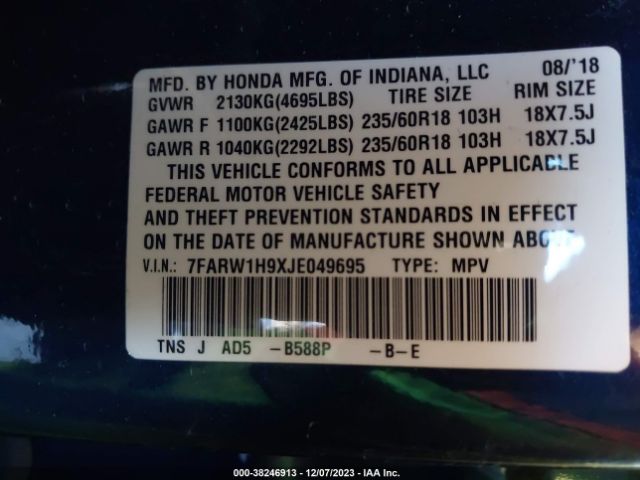 MFD. BY HONDA MFG. OF INDIANA, LLC 08/'18
GVWR 2130KG(4695LBS) TIRE SIZE RIM SIZE
GAWR F 1100KG(2425LBS) 235/60R18 103H 18X7.5J
GAWR R 1040KG(2292LBS) 235/60R18 103H 18X7.5J
THIS VEHICLE CONFORMS TO ALL APPLICABLE
FEDERAL MOTOR VEHICLE SAFETY
AND THEFT PREVENTION STANDARDS IN EFFECT
ON THE DATE OF MANUFACTURE SHOWN ABOVE.
V.I.N.: 7FARW1H9XJE049695 TYPE: MPV
TNS J AD5 -B588P -B-E
000-38246913 - 12/07/2023 - IAA Inc.